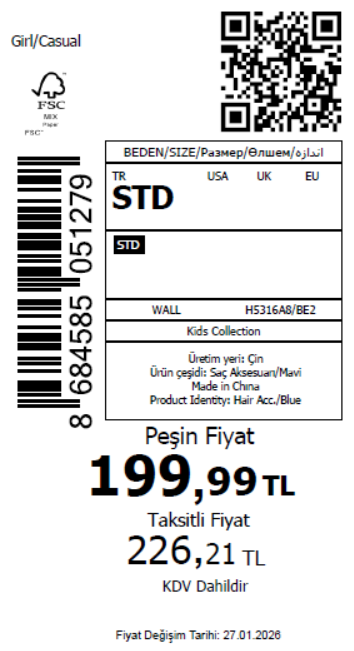 Girl/Casual
FSC
MIX
Paper
FSC™
BEDEN/SIZE/Размер/Өлшем/اندازه
TR USA UK EU
STD
STD
WALL H5316A8/BE2
Kids Collection
Üretim yeri: Çin
Ürün çeşidi: Saç Aksesuarı/Mavi
Made in China
Product Identity: Hair Acc./Blue
8 684585 051279
Peşin Fiyat
199,99 TL
Taksitli Fiyat
226,21 TL
KDV Dahildir
Fiyat Değişim Tarihi: 27.01.2026